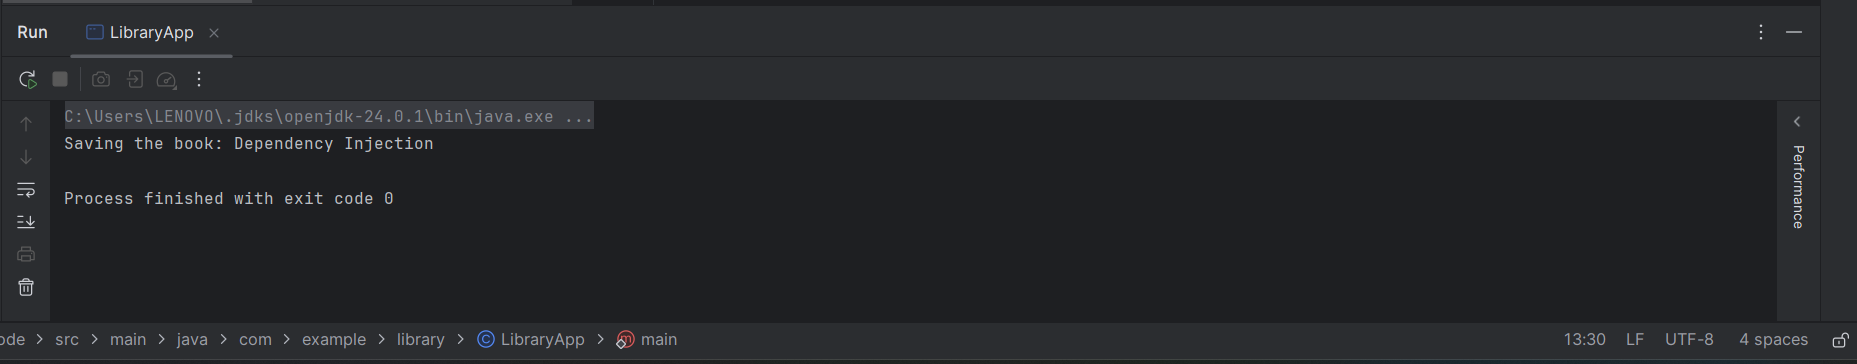 Run LibraryApp
C:\Users\LENOVO\.jdks\openjdk-24.0.1\bin\java.exe ...
Saving the book: Dependency Injection
Process finished with exit code 0
Performance
ode > src > main > java > com > example > library > LibraryApp > main 13:30 LF UTF-8 4 spaces